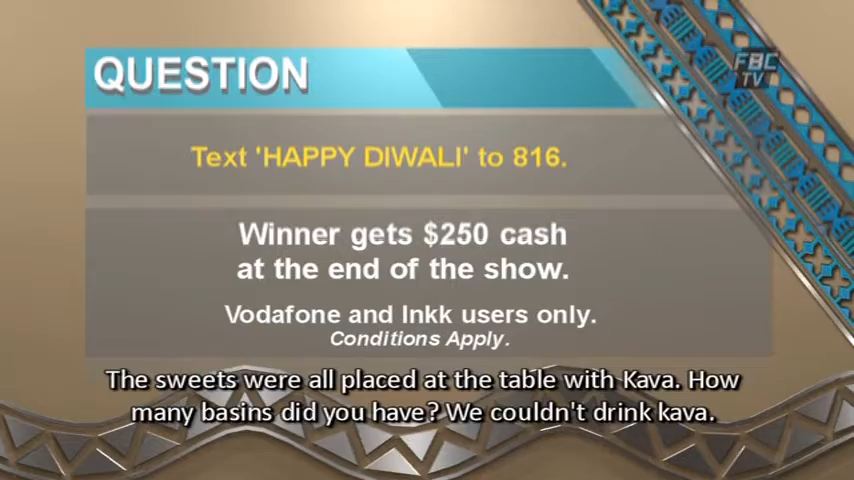 QUESTION
FBC
TV
Text 'HAPPY DIWALI' to 816.
Winner gets $250 cash
at the end of the show.
Vodafone and Inkk users only.
Conditions Apply.
The sweets were all placed at the table with Kava. How
many basins did you have? We couldn't drink kava.